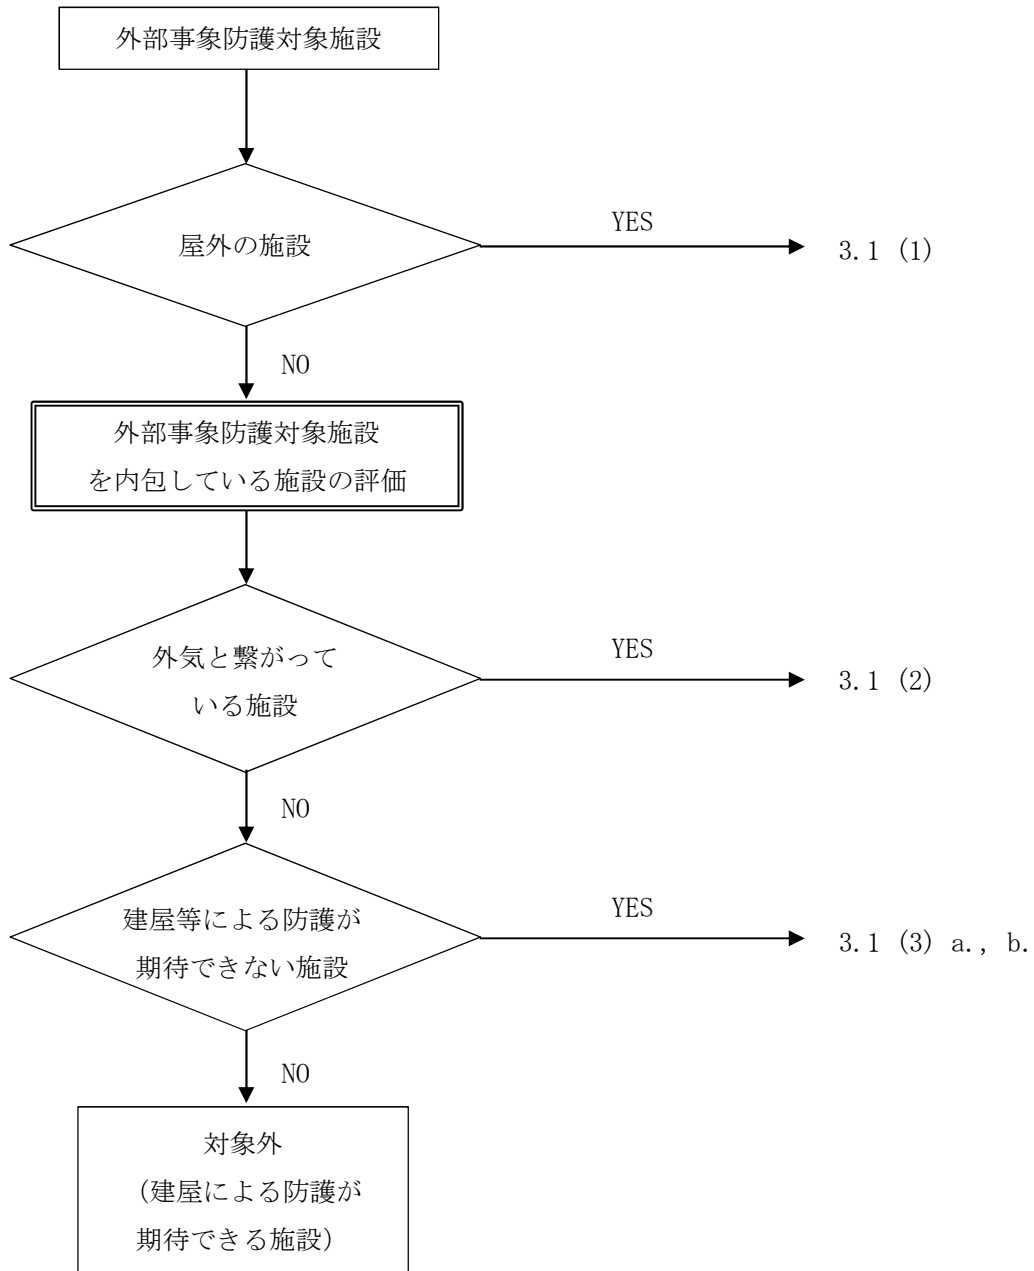 外部事象防護対象施設
屋外の施設
YES
3.1 (1)
NO
外部事象防護対象施設
を内包している施設の評価
外気と繋がって
いる施設
YES
3.1 (2)
NO
建屋等による防護が
期待できない施設
YES
3.1 (3) a., b.
NO
対象外
(建屋による防護が
期待できる施設)